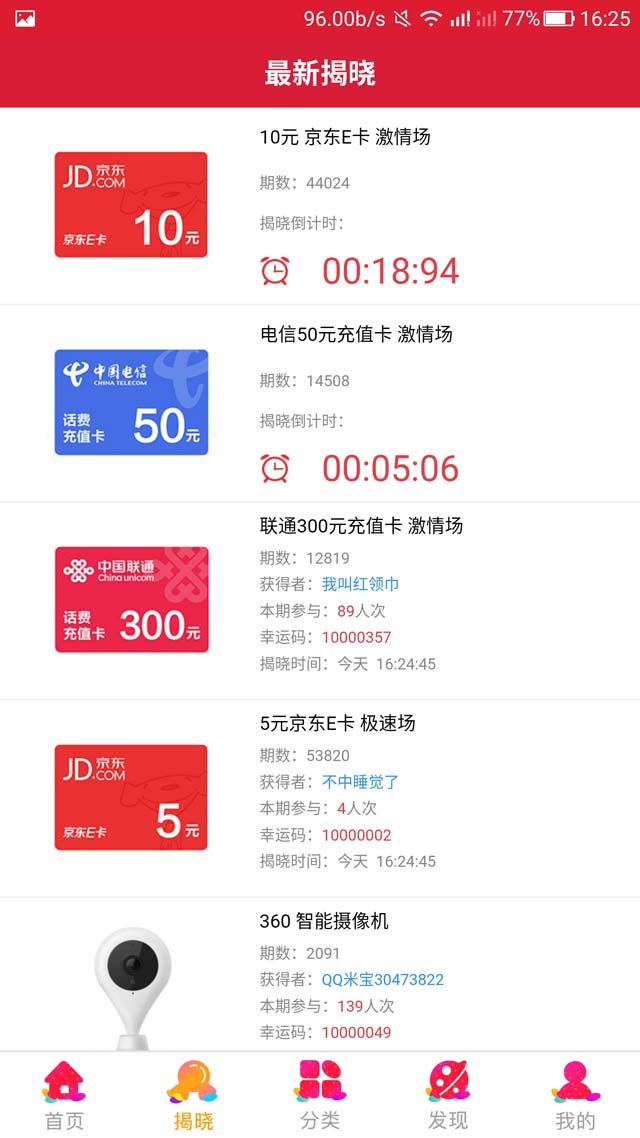 96.00b/s 77% 16:25
最新揭晓
JD.COM 京东
京东E卡 10元
10元 京东E卡 激情场
期数：44024
揭晓倒计时：
00:18:94
中国电信
CHINA TELECOM
话费
充值卡 50元
电信50元充值卡 激情场
期数：14508
揭晓倒计时：
00:05:06
中国联通
China unicom
话费
充值卡 300元
联通300元充值卡 激情场
期数：12819
获得者：我叫红领巾
本期参与：89人次
幸运码：10000357
揭晓时间：今天 16:24:45
JD.COM 京东
京东E卡 5元
5元京东E卡 极速场
期数：53820
获得者：不中睡觉了
本期参与：4人次
幸运码：10000002
揭晓时间：今天 16:24:45
360 智能摄像机
期数：2091
获得者：QQ米宝30473822
本期参与：139人次
幸运码：10000049
首页 揭晓 分类 发现 我的